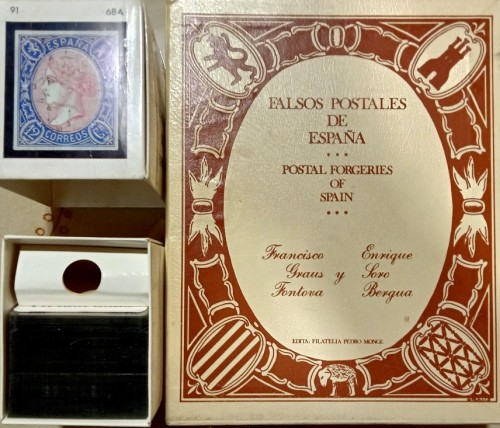 91 68A
ESPAÑA
12 Cs
CORREOS
FALSOS POSTALES
DE
ESPAÑA
• • •
POSTAL FORGERIES
OF
SPAIN
• • •
Francisco Enrique
Graus y Soro
Fontova Bergua
EDITA: FILATELIA PEDRO MONGE